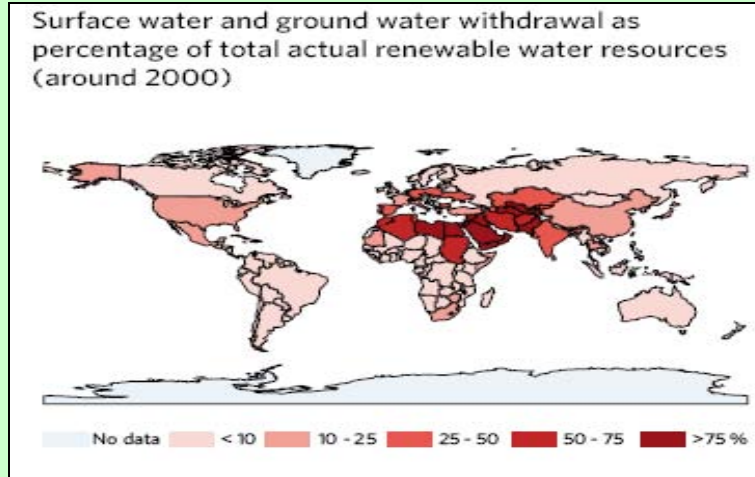 Surface water and ground water withdrawal as
percentage of total actual renewable water resources
(around 2000)
No data < 10 10 - 25 25 - 50 50 - 75 >75 %